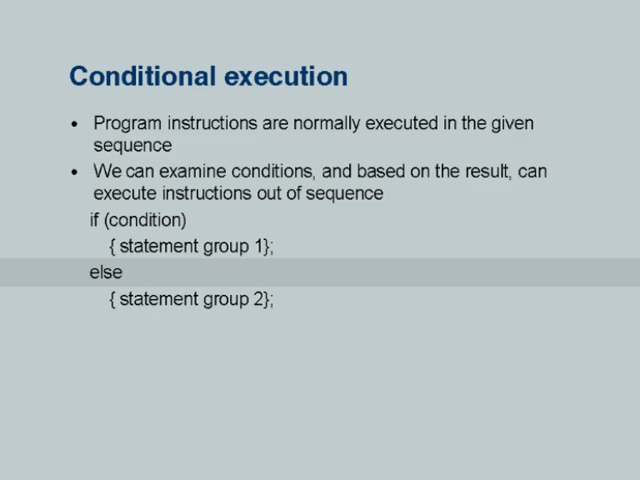 Conditional execution
• Program instructions are normally executed in the given
sequence
• We can examine conditions, and based on the result, can
execute instructions out of sequence
if (condition)
{ statement group 1};
else
{ statement group 2};